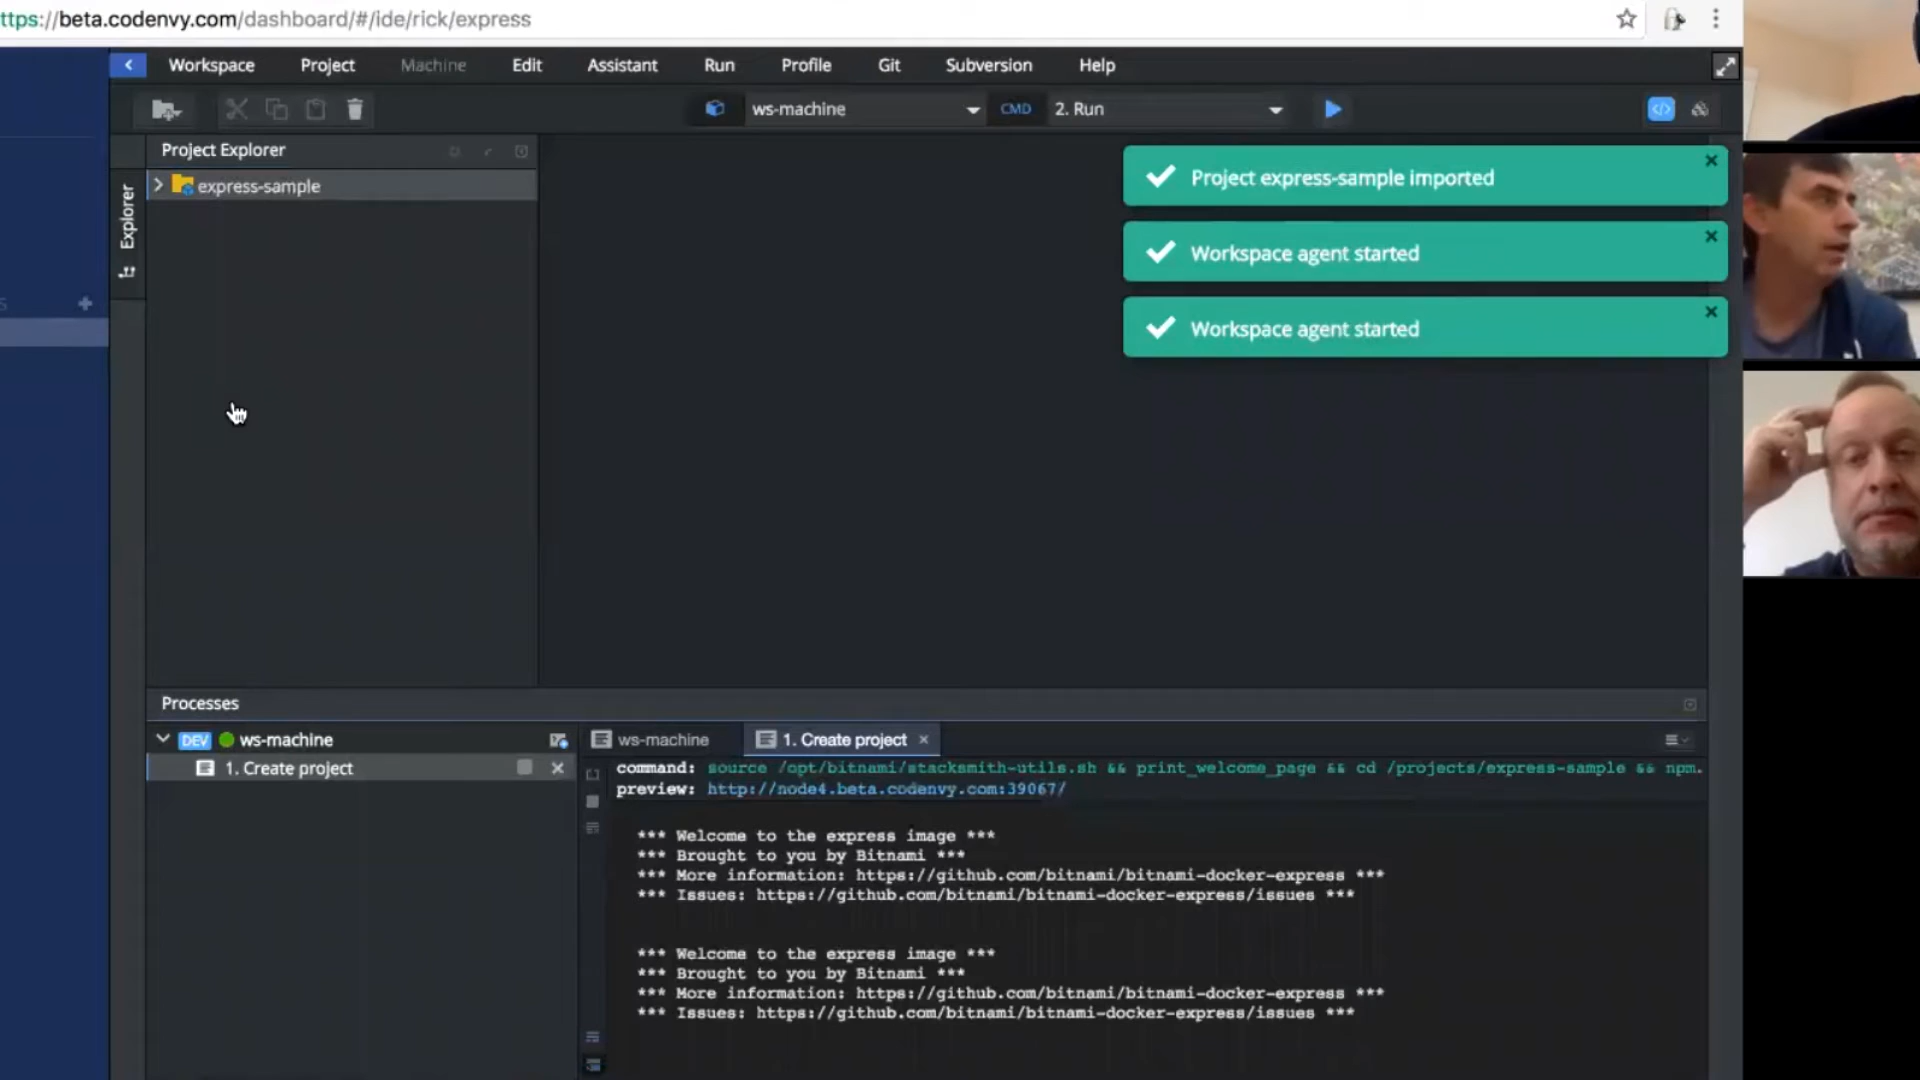 ttps://beta.codenvy.com/dashboard/#/ide/rick/express
Workspace Project Machine Edit Assistant Run Profile Git Subversion Help
ws-machine CMD 2. Run
Project Explorer
Explorer
express-sample
Project express-sample imported
Workspace agent started
Workspace agent started
Processes
DEV ws-machine
1. Create project
ws-machine 1. Create project
command: source /opt/bitnami/stacksmith-utils.sh && print_welcome_page && cd /projects/express-sample && npm.
preview: http://node4.beta.codenvy.com:39067/
*** Welcome to the express image ***
*** Brought to you by Bitnami ***
*** More information: https://github.com/bitnami/bitnami-docker-express ***
*** Issues: https://github.com/bitnami/bitnami-docker-express/issues ***
*** Welcome to the express image ***
*** Brought to you by Bitnami ***
*** More information: https://github.com/bitnami/bitnami-docker-express ***
*** Issues: https://github.com/bitnami/bitnami-docker-express/issues ***